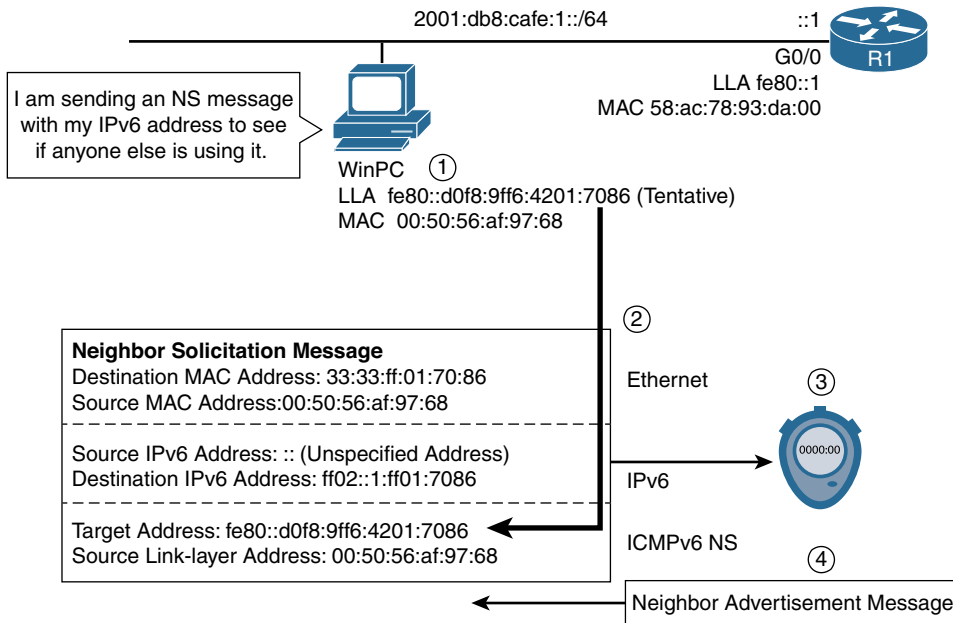 2001:db8:cafe:1::/64
::1
R1
G0/0
LLA fe80::1
MAC 58:ac:78:93:da:00
I am sending an NS message
with my IPv6 address to see
if anyone else is using it.
WinPC 1
LLA fe80::d0f8:9ff6:4201:7086 (Tentative)
MAC 00:50:56:af:97:68
2
Neighbor Solicitation Message
Destination MAC Address: 33:33:ff:01:70:86
Source MAC Address:00:50:56:af:97:68
Ethernet
3
0000:00
Source IPv6 Address: :: (Unspecified Address)
Destination IPv6 Address: ff02::1:ff01:7086
IPv6
Target Address: fe80::d0f8:9ff6:4201:7086
Source Link-layer Address: 00:50:56:af:97:68
ICMPv6 NS
4
Neighbor Advertisement Message